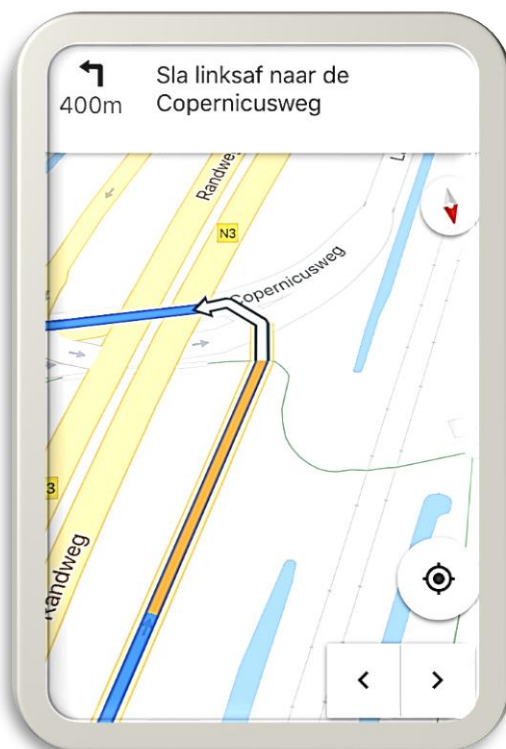 Sla linksaf naar de
Copernicusweg
400m
Randweg
N3
Copernicusweg
3
Randweg